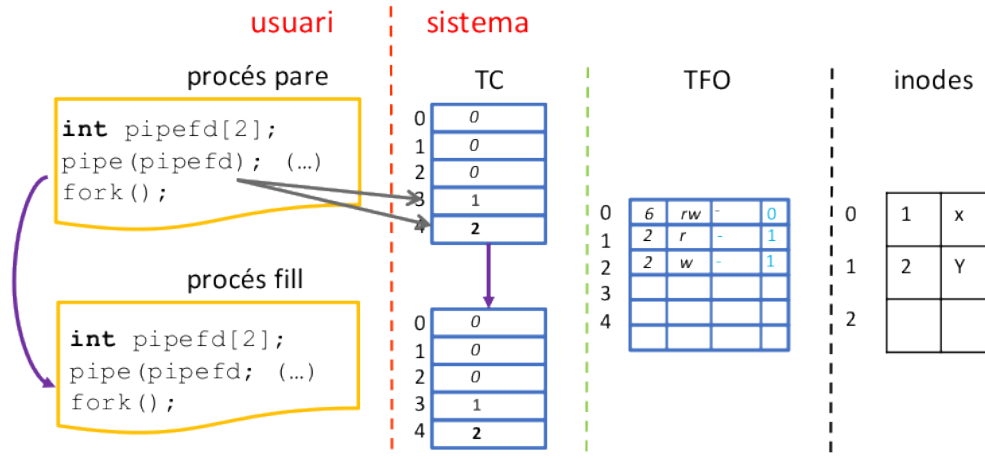 usuari
sistema
procés pare
TC
TFO
inodes
int pipefd[2];
pipe(pipefd); (…)
fork();
0 0
1 0
2 0
3 1
4 2
0 6 rw - 0
1 2 r - 1
2 2 w - 1
3
4
0 1 x
1 2 Y
2
procés fill
int pipefd[2];
pipe(pipefd; (…)
fork();
0 0
1 0
2 0
3 1
4 2